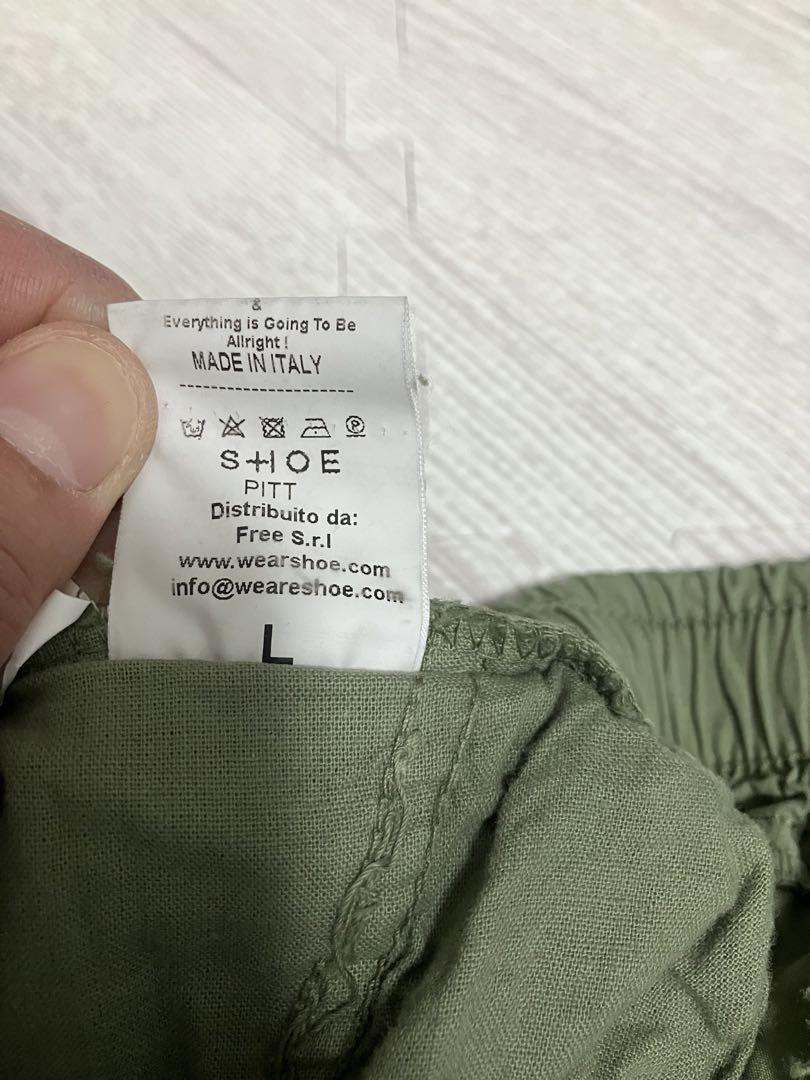 &
Everything is Going To Be
Allright !
MADE IN ITALY
SHOE
PITT
Distribuito da:
Free S.r.l
www.wearshoe.com
info@weareshoe.com
L